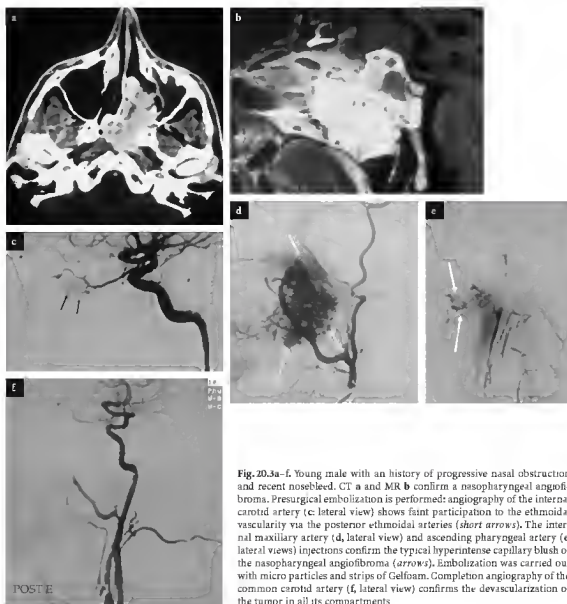 a
b
c
d
e
f
POST E
Fig. 20.3a–f. Young male with an history of progressive nasal obstruction
and recent nosebleed. CT a and MR b confirm a nasopharyngeal angiofi-
broma. Presurgical embolization is performed: angiography of the internal
carotid artery (c: lateral view) shows faint participation to the ethmoidal
vascularity via the posterior ethmoidal arteries (short arrows). The inter-
nal maxillary artery (d, lateral view) and ascending pharyngeal artery (e
lateral views) injections confirm the typical hyperintense capillary blush of
the nasopharyngeal angiofibroma (arrows). Embolization was carried ou
with micro particles and strips of Gelfoam. Completion angiography of the
common carotid artery (f, lateral view) confirms the devascularization o
the tumor in all its compartments